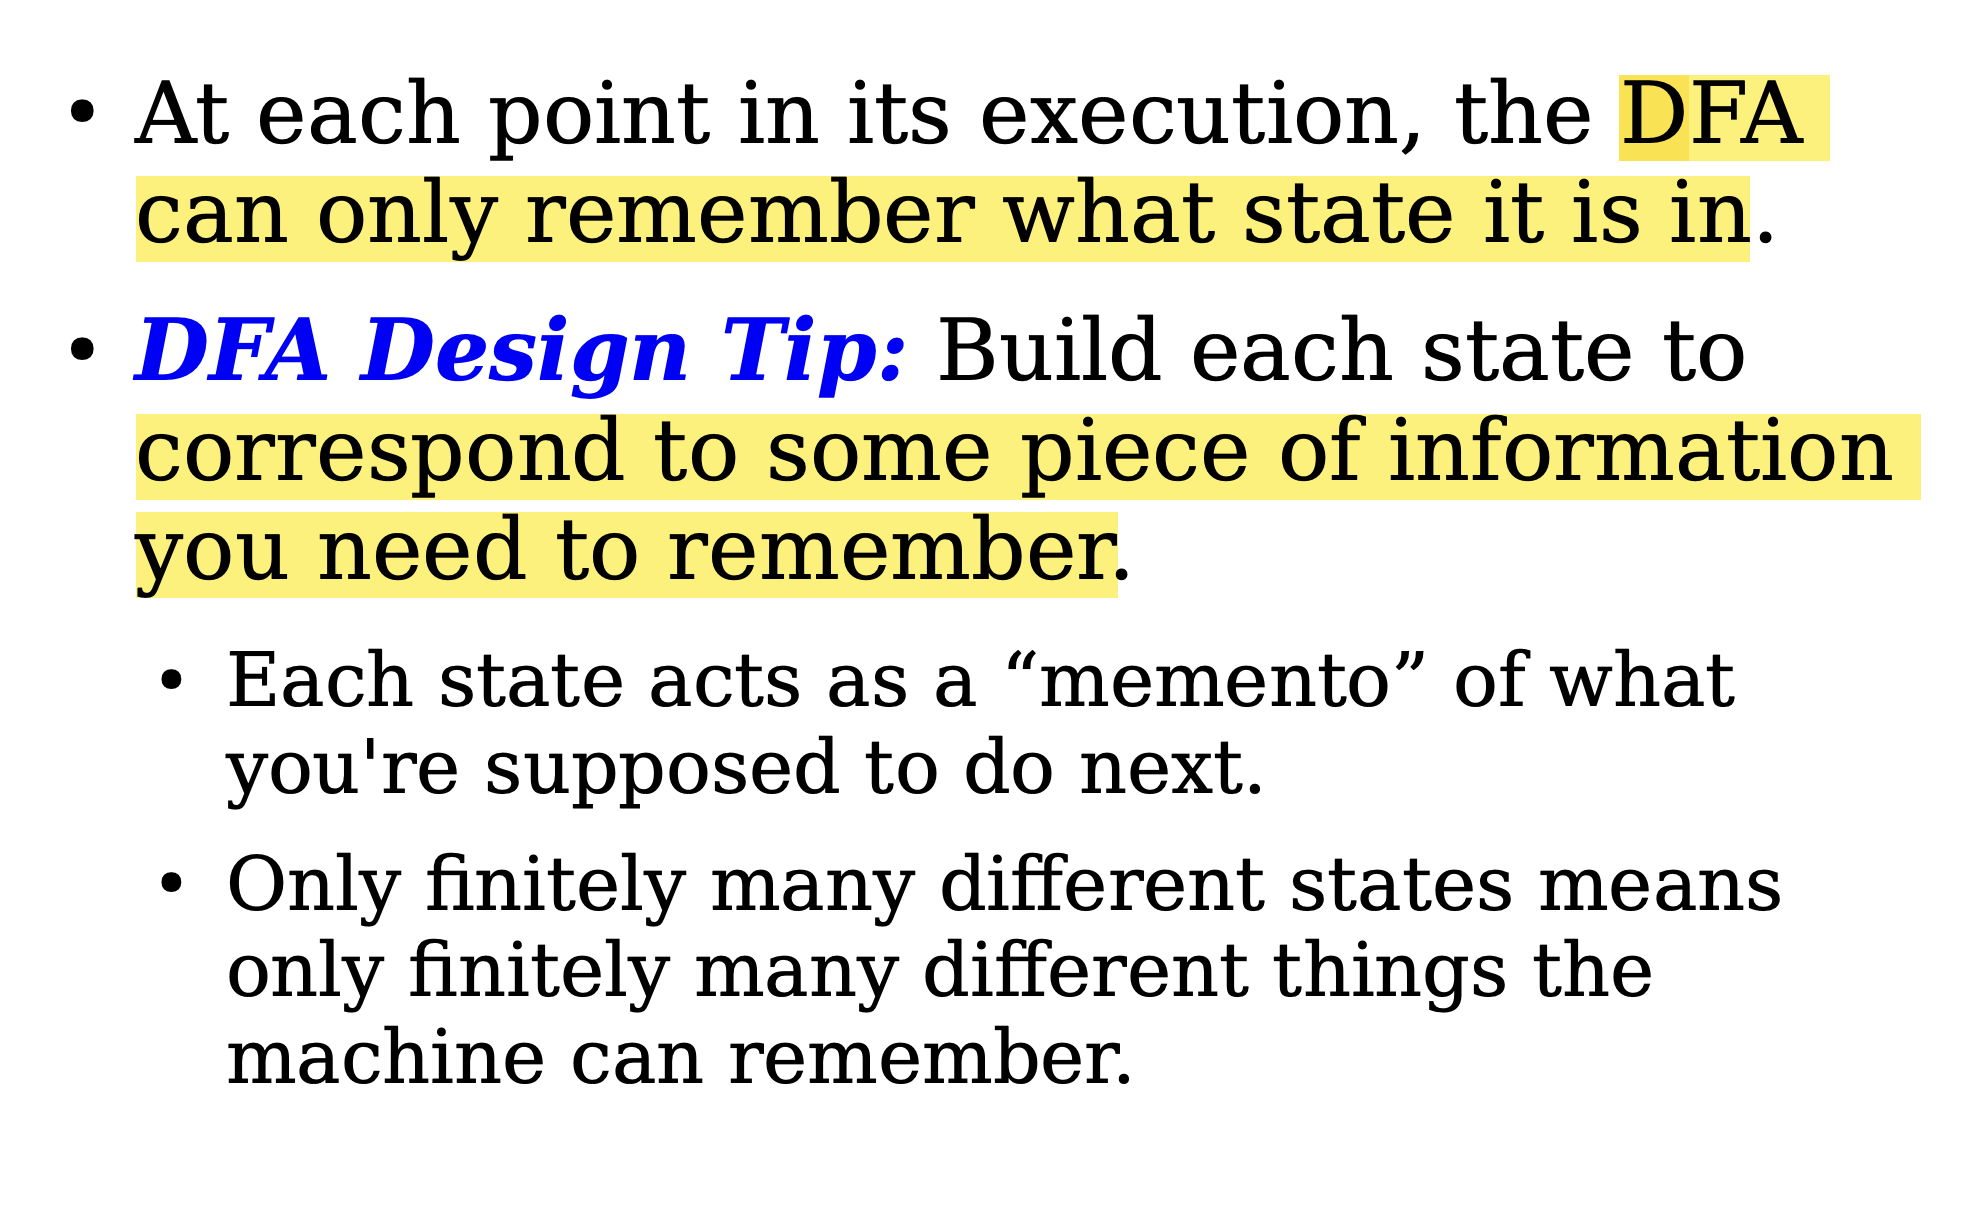 • At each point in its execution, the DFA
can only remember what state it is in.
• DFA Design Tip: Build each state to
correspond to some piece of information
you need to remember.
• Each state acts as a “memento” of what
you're supposed to do next.
• Only finitely many different states means
only finitely many different things the
machine can remember.